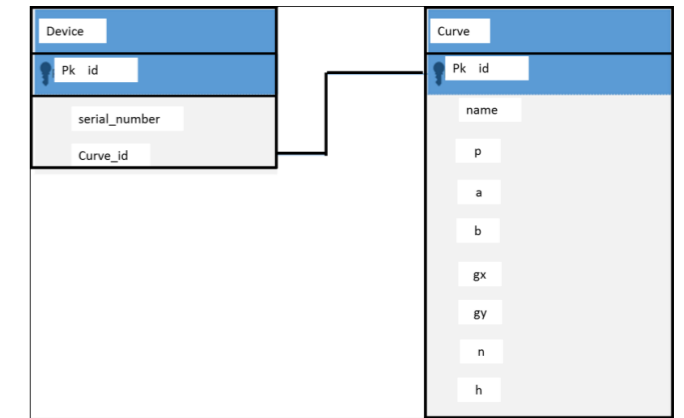 Device
Pk id
serial_number
Curve_id
Curve
Pk id
name
p
a
b
gx
gy
n
h